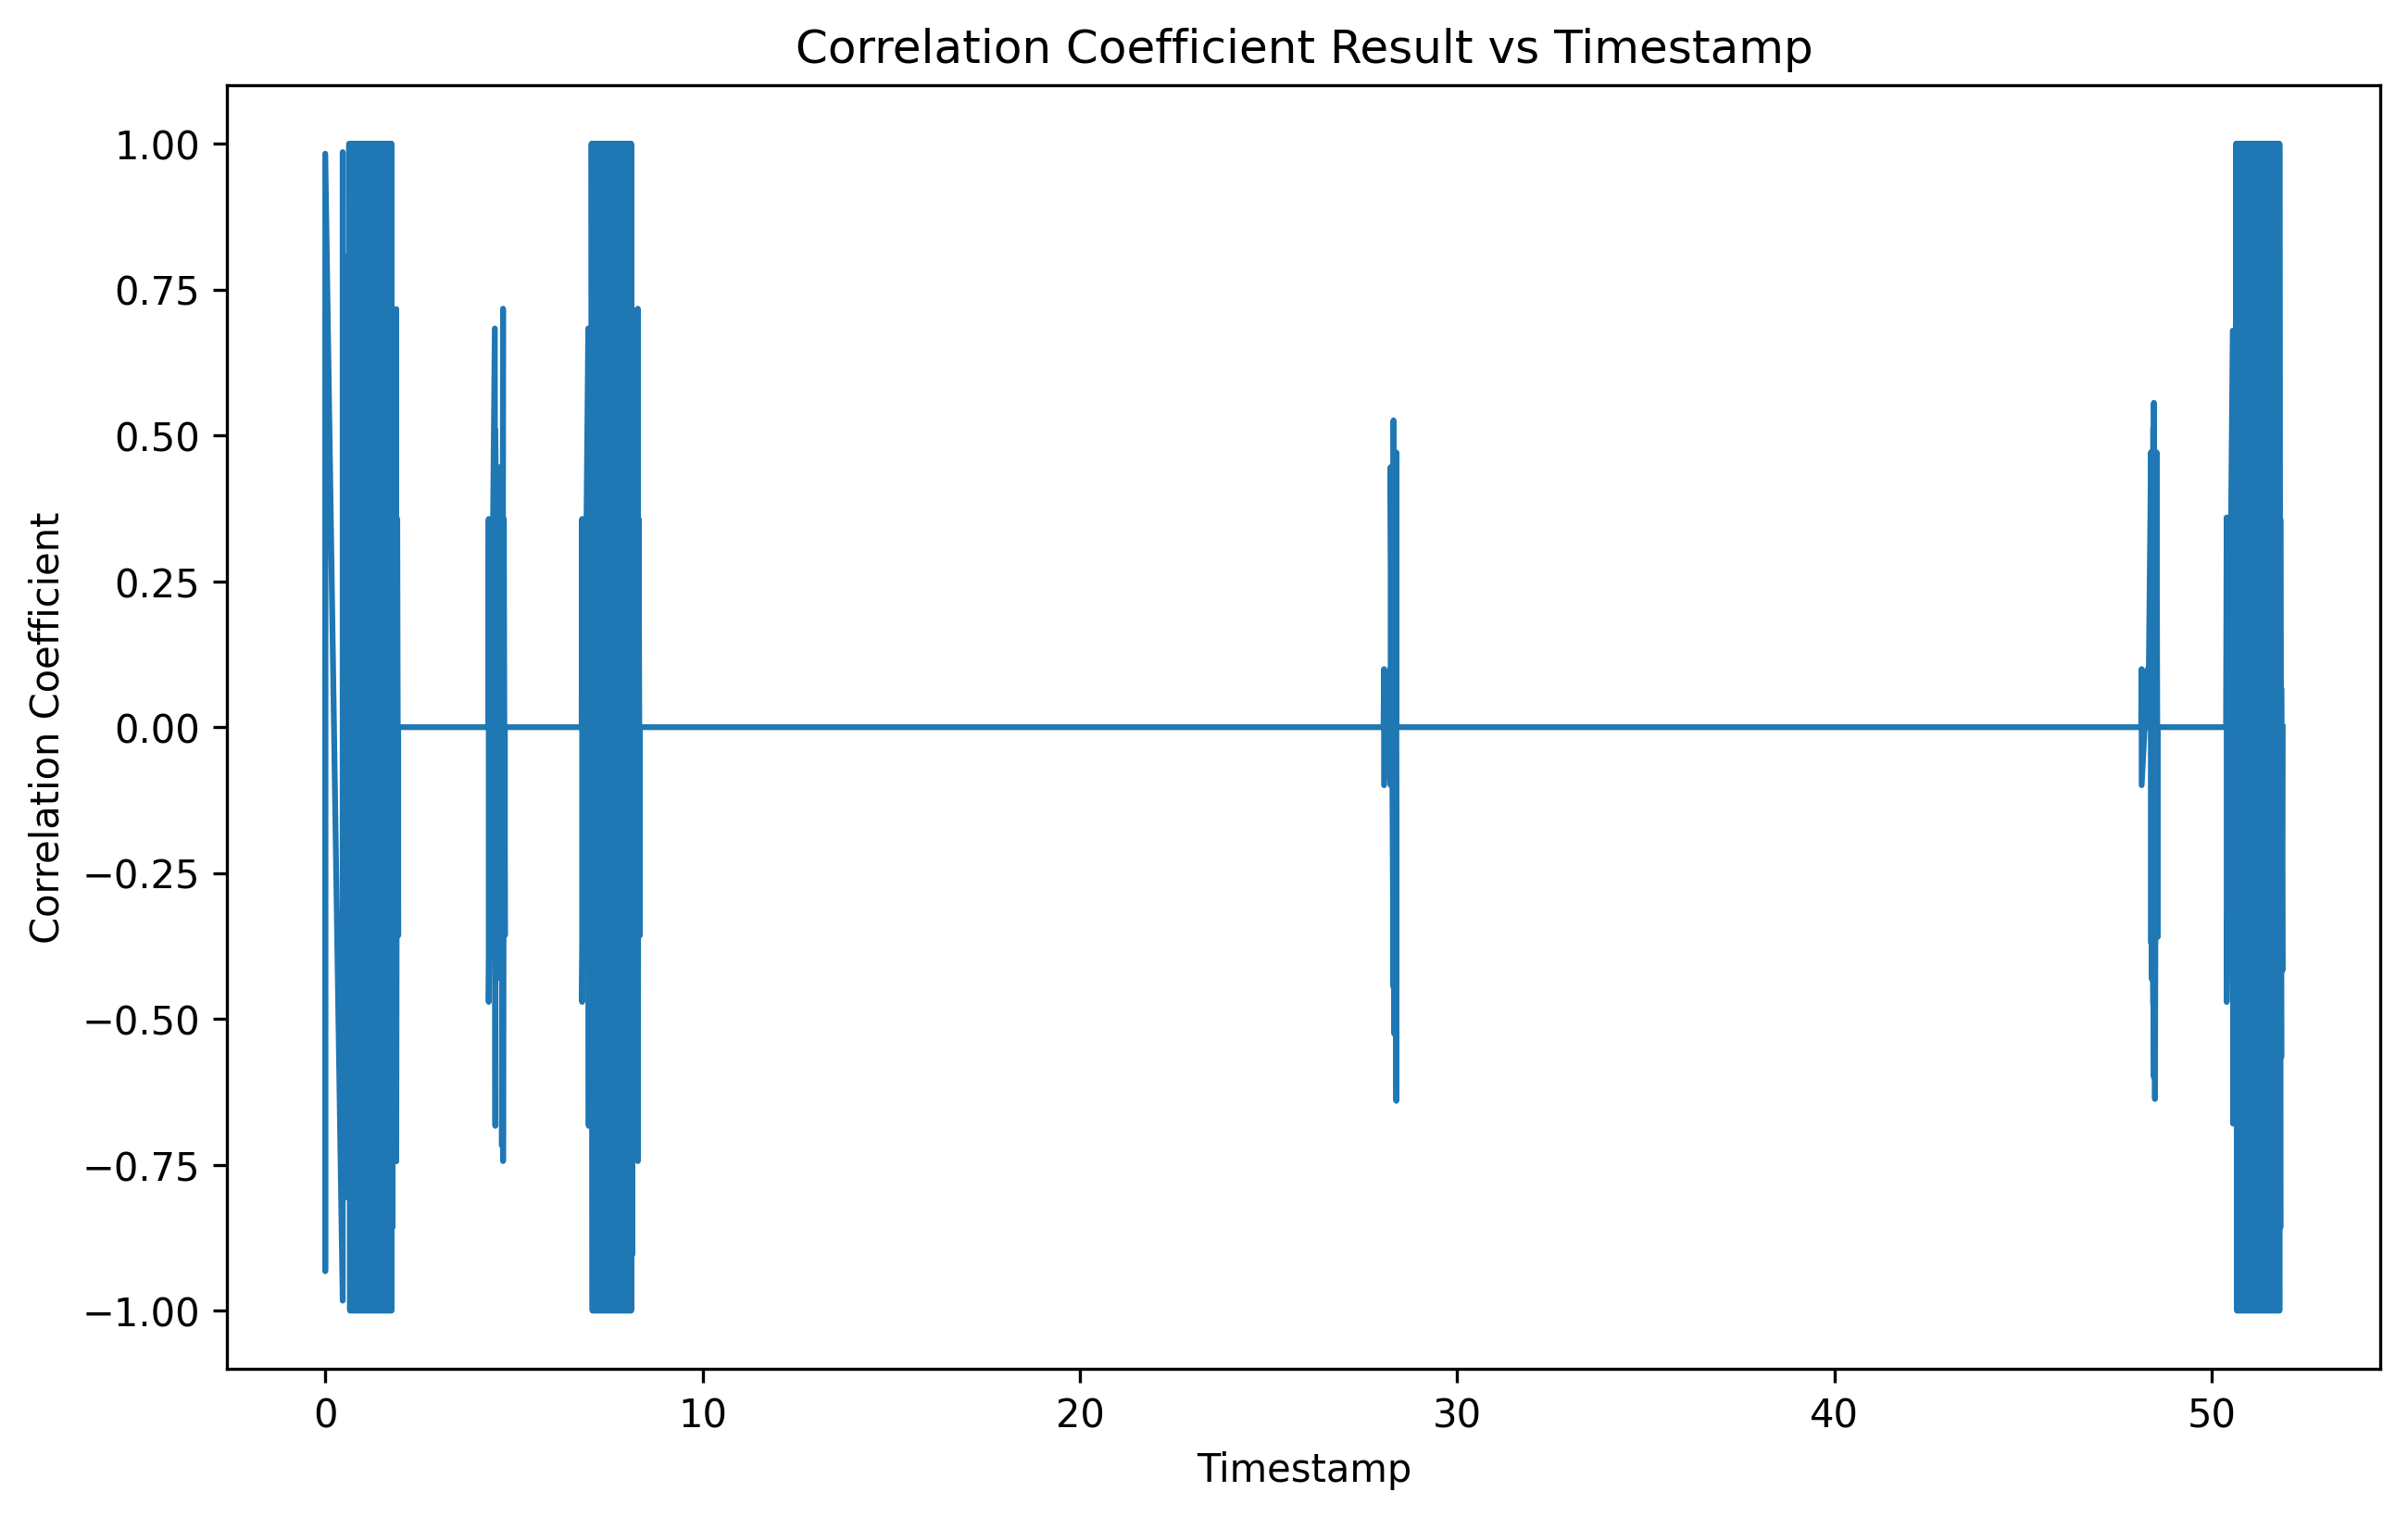 Correlation Coefficient Result vs Timestamp
1.00
0.75
0.50
0.25
0.00
−0.25
−0.50
−0.75
−1.00
Correlation Coefficient
0 10 20 30 40 50
Timestamp